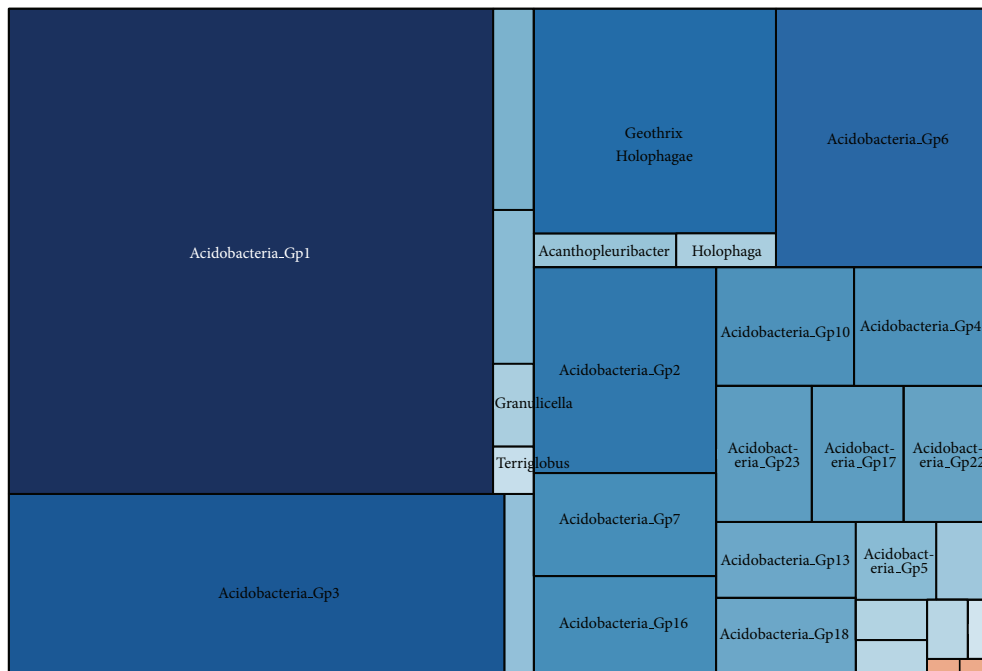 Geothrix
Holophagae
Acidobacteria_Gp6
Acidobacteria_Gp1
Acanthopleuribacter
Holophaga
Acidobacteria_Gp10
Acidobacteria_Gp4
Acidobacteria_Gp2
Granulicella
Terriglobus
Acidobact-
eria_Gp23
Acidobact-
eria_Gp17
Acidobact-
eria_Gp22
Acidobacteria_Gp7
Acidobacteria_Gp13
Acidobact-
eria_Gp5
Acidobacteria_Gp3
Acidobacteria_Gp16
Acidobacteria_Gp18